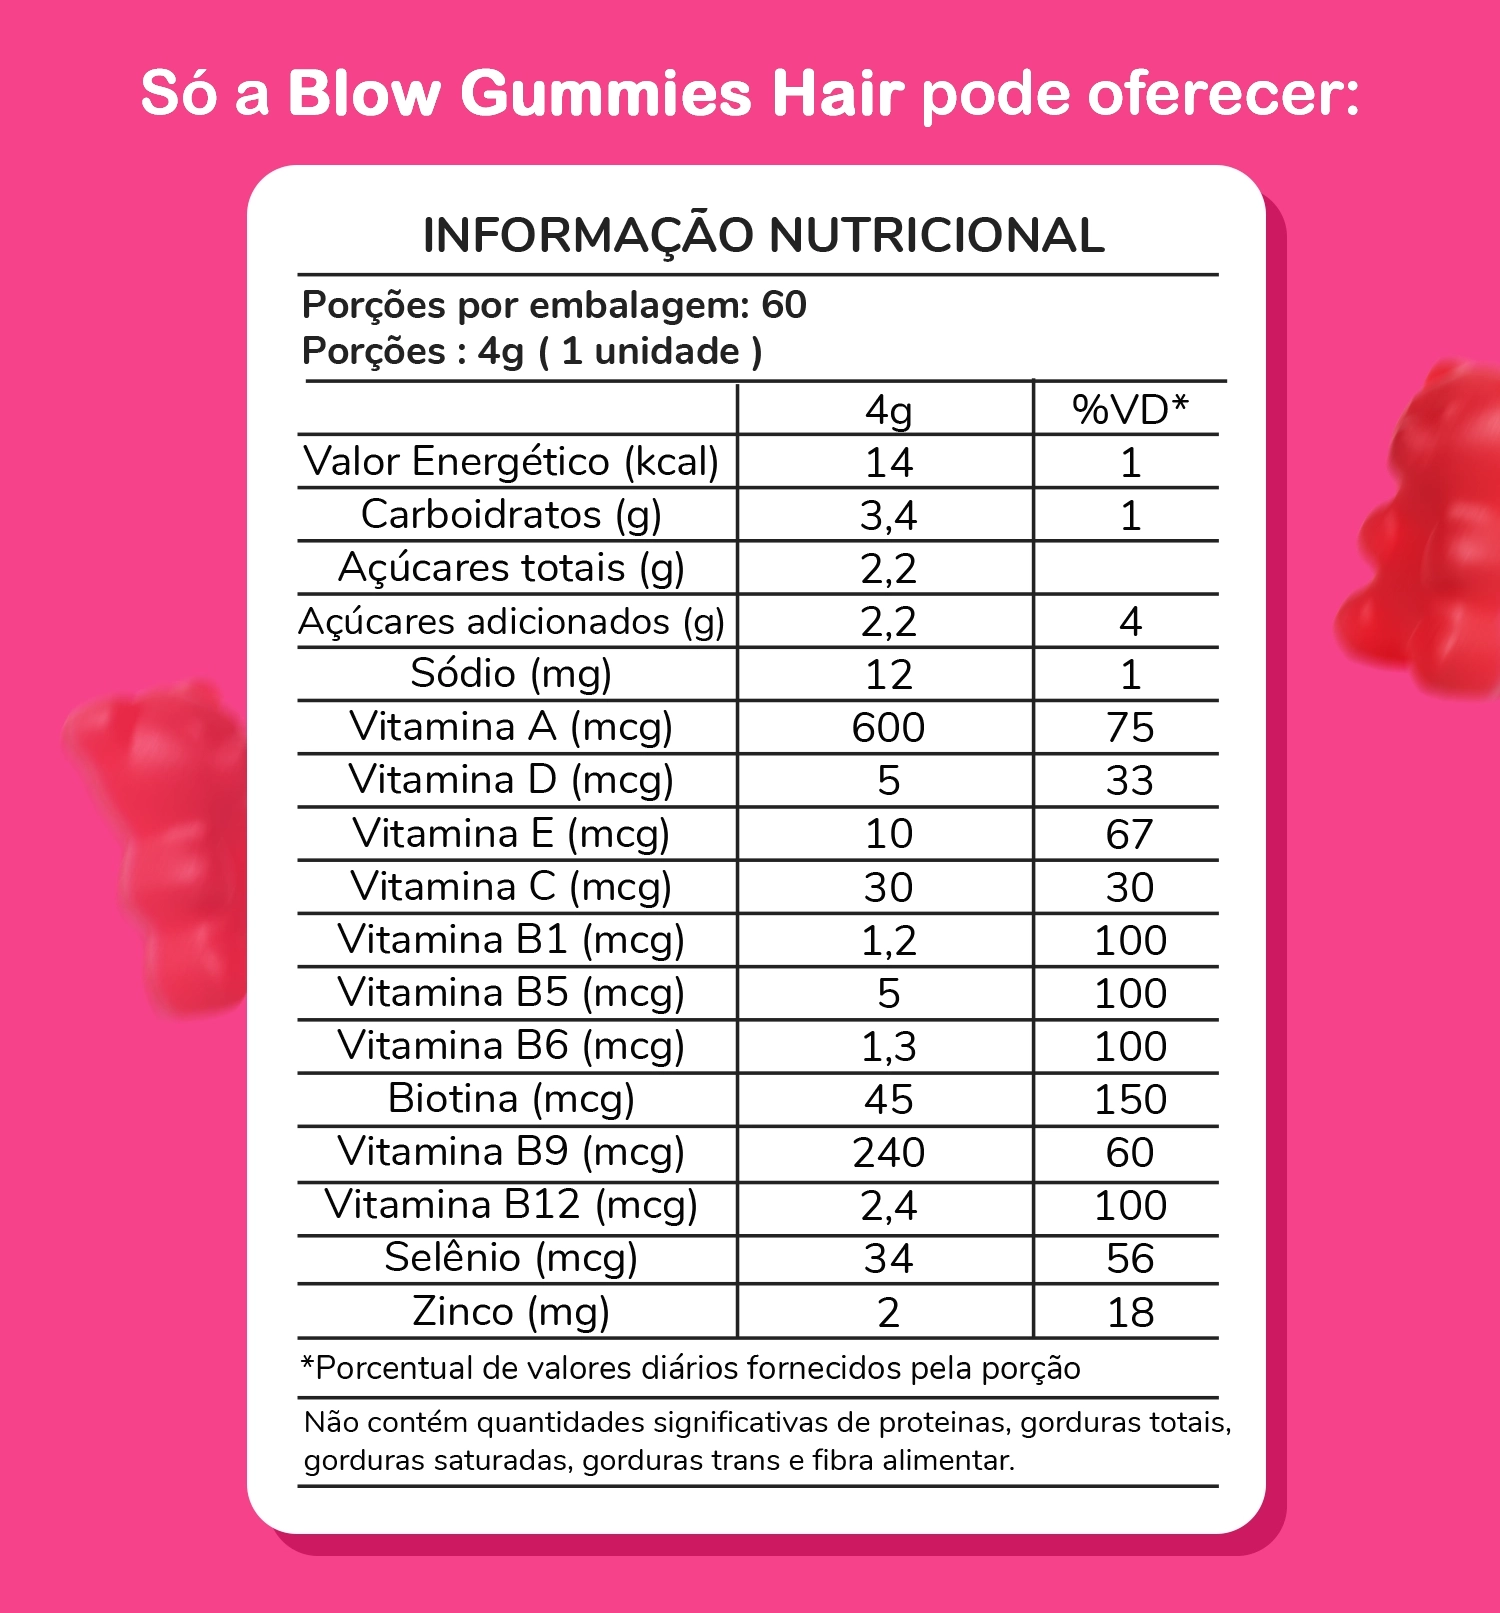 Só a Blow Gummies Hair pode oferecer:
INFORMAÇÃO NUTRICIONAL
Porções por embalagem: 60
Porções : 4g ( 1 unidade )
4g %VD*
Valor Energético (kcal) 14 1
Carboidratos (g) 3,4 1
Açúcares totais (g) 2,2
Açúcares adicionados (g) 2,2 4
Sódio (mg) 12 1
Vitamina A (mcg) 600 75
Vitamina D (mcg) 5 33
Vitamina E (mcg) 10 67
Vitamina C (mcg) 30 30
Vitamina B1 (mcg) 1,2 100
Vitamina B5 (mcg) 5 100
Vitamina B6 (mcg) 1,3 100
Biotina (mcg) 45 150
Vitamina B9 (mcg) 240 60
Vitamina B12 (mcg) 2,4 100
Selênio (mcg) 34 56
Zinco (mg) 2 18
*Porcentual de valores diários fornecidos pela porção
Não contém quantidades significativas de proteinas, gorduras totais,
gorduras saturadas, gorduras trans e fibra alimentar.